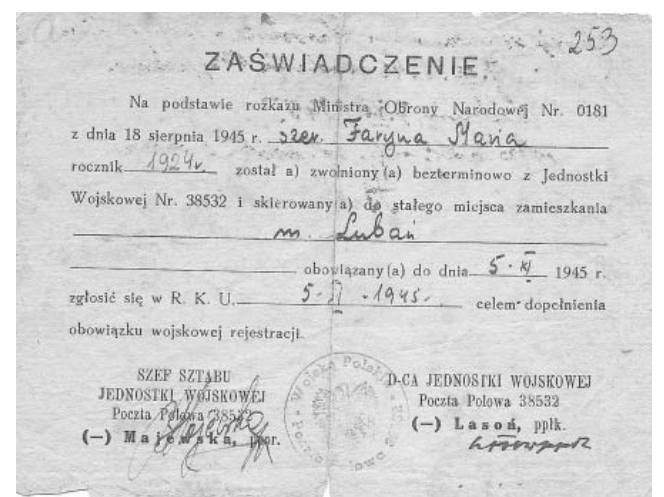 253
ZAŚWIADCZENIE
Na podstawie rozkazu Ministra Obrony Narodowej Nr. 0181
z dnia 18 sierpnia 1945 r. szer. Faryna Maria
rocznik 1924r. został a) zwolniony (a) bezterminowo z Jednostki
Wojskowej Nr. 38532 i skierowany(a) do stałego miejsca zamieszkania
m. Lubań
obowiązany(a) do dnia 5.XI 1945 r.
zgłosić się w R. K. U. 5-XI-1945- celem dopełnienia
obowiązku wojskowej rejestracji.
SZEF SZTABU
JEDNOSTKI WOJSKOWEJ
Poczta Polowa 38532
(—) Majewska, ppor.
D-CA JEDNOSTKI WOJSKOWEJ
Poczta Polowa 38532
(—) Lasoń, ppłk.
Wojsko Polskie